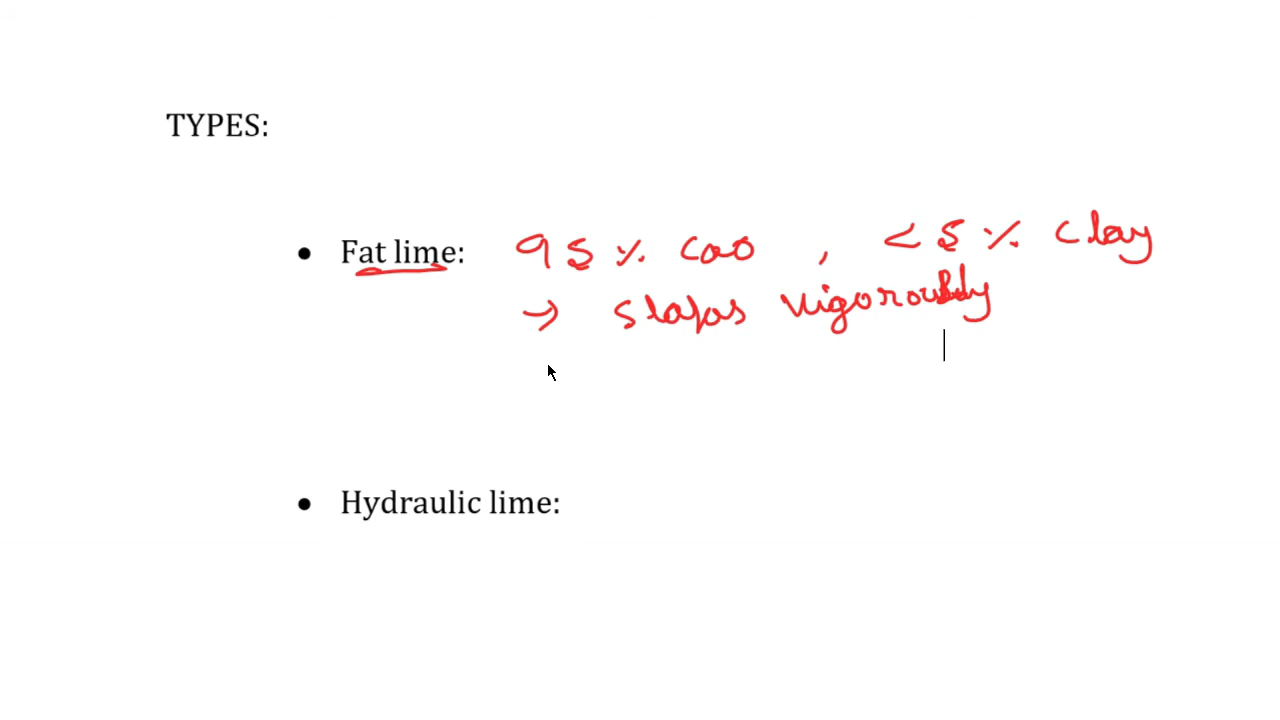 TYPES:
• Fat lime: 95 % cao , < 5 % clay
→ slakes vigorously
• Hydraulic lime: